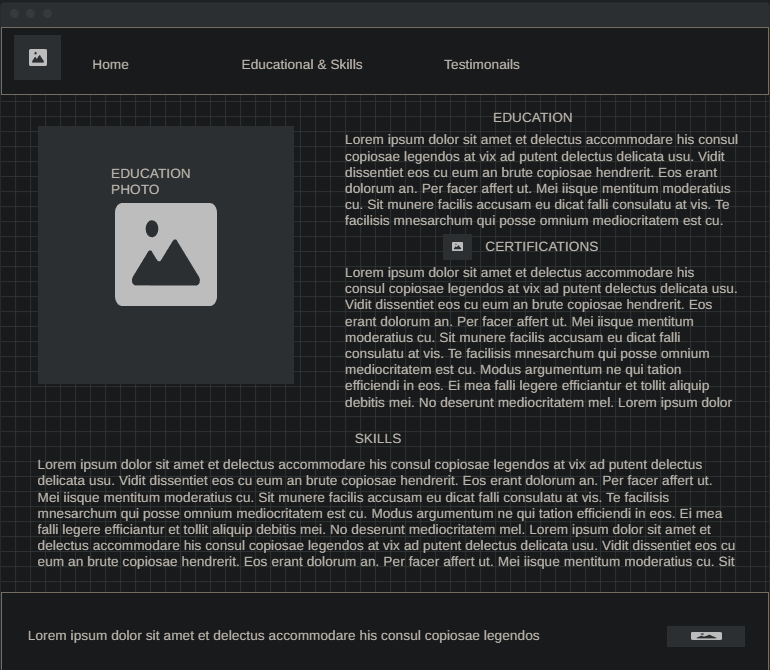 Home
Educational & Skills
Testimonails
EDUCATION
PHOTO
EDUCATION
Lorem ipsum dolor sit amet et delectus accommodare his consul
copiosae legendos at vix ad putent delectus delicata usu. Vidit
dissentiet eos cu eum an brute copiosae hendrerit. Eos erant
dolorum an. Per facer affert ut. Mei iisque mentitum moderatius
cu. Sit munere facilis accusam eu dicat falli consulatu at vis. Te
facilisis mnesarchum qui posse omnium mediocritatem est cu.
CERTIFICATIONS
Lorem ipsum dolor sit amet et delectus accommodare his
consul copiosae legendos at vix ad putent delectus delicata usu.
Vidit dissentiet eos cu eum an brute copiosae hendrerit. Eos
erant dolorum an. Per facer affert ut. Mei iisque mentitum
moderatius cu. Sit munere facilis accusam eu dicat falli
consulatu at vis. Te facilisis mnesarchum qui posse omnium
mediocritatem est cu. Modus argumentum ne qui tation
efficiendi in eos. Ei mea falli legere efficiantur et tollit aliquip
debitis mei. No deserunt mediocritatem mel. Lorem ipsum dolor
SKILLS
Lorem ipsum dolor sit amet et delectus accommodare his consul copiosae legendos at vix ad putent delectus
delicata usu. Vidit dissentiet eos cu eum an brute copiosae hendrerit. Eos erant dolorum an. Per facer affert ut.
Mei iisque mentitum moderatius cu. Sit munere facilis accusam eu dicat falli consulatu at vis. Te facilisis
mnesarchum qui posse omnium mediocritatem est cu. Modus argumentum ne qui tation efficiendi in eos. Ei mea
falli legere efficiantur et tollit aliquip debitis mei. No deserunt mediocritatem mel. Lorem ipsum dolor sit amet et
delectus accommodare his consul copiosae legendos at vix ad putent delectus delicata usu. Vidit dissentiet eos cu
eum an brute copiosae hendrerit. Eos erant dolorum an. Per facer affert ut. Mei iisque mentitum moderatius cu. Sit
Lorem ipsum dolor sit amet et delectus accommodare his consul copiosae legendos